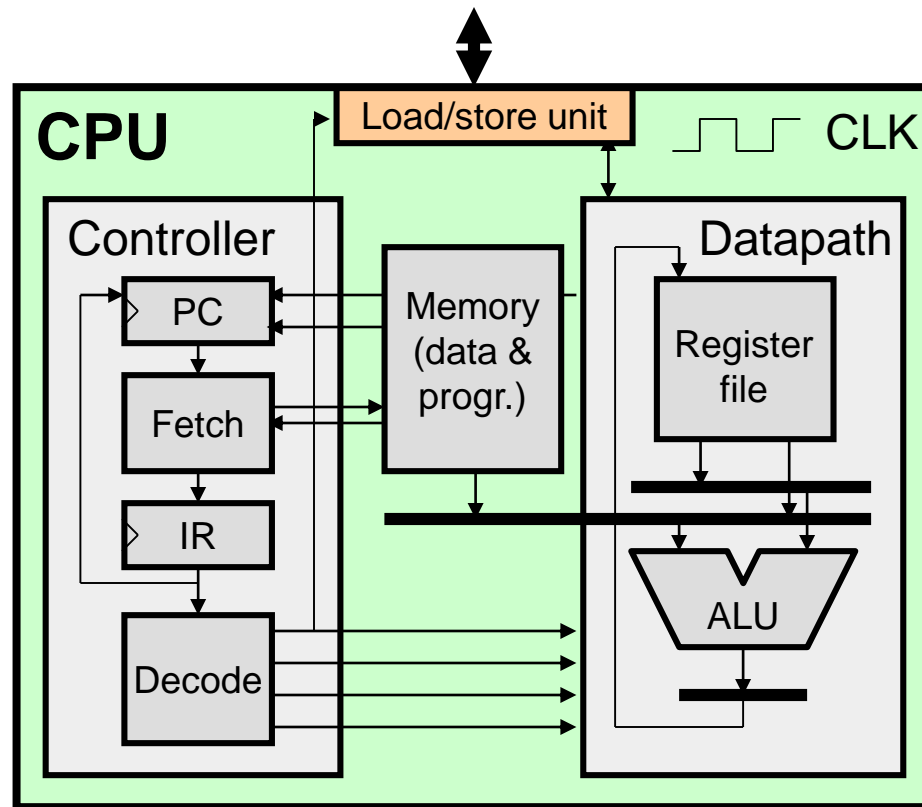 Load/store unit
CPU
CLK
Controller
PC
Fetch
IR
Decode
Memory
(data &
progr.)
Datapath
Register
file
ALU